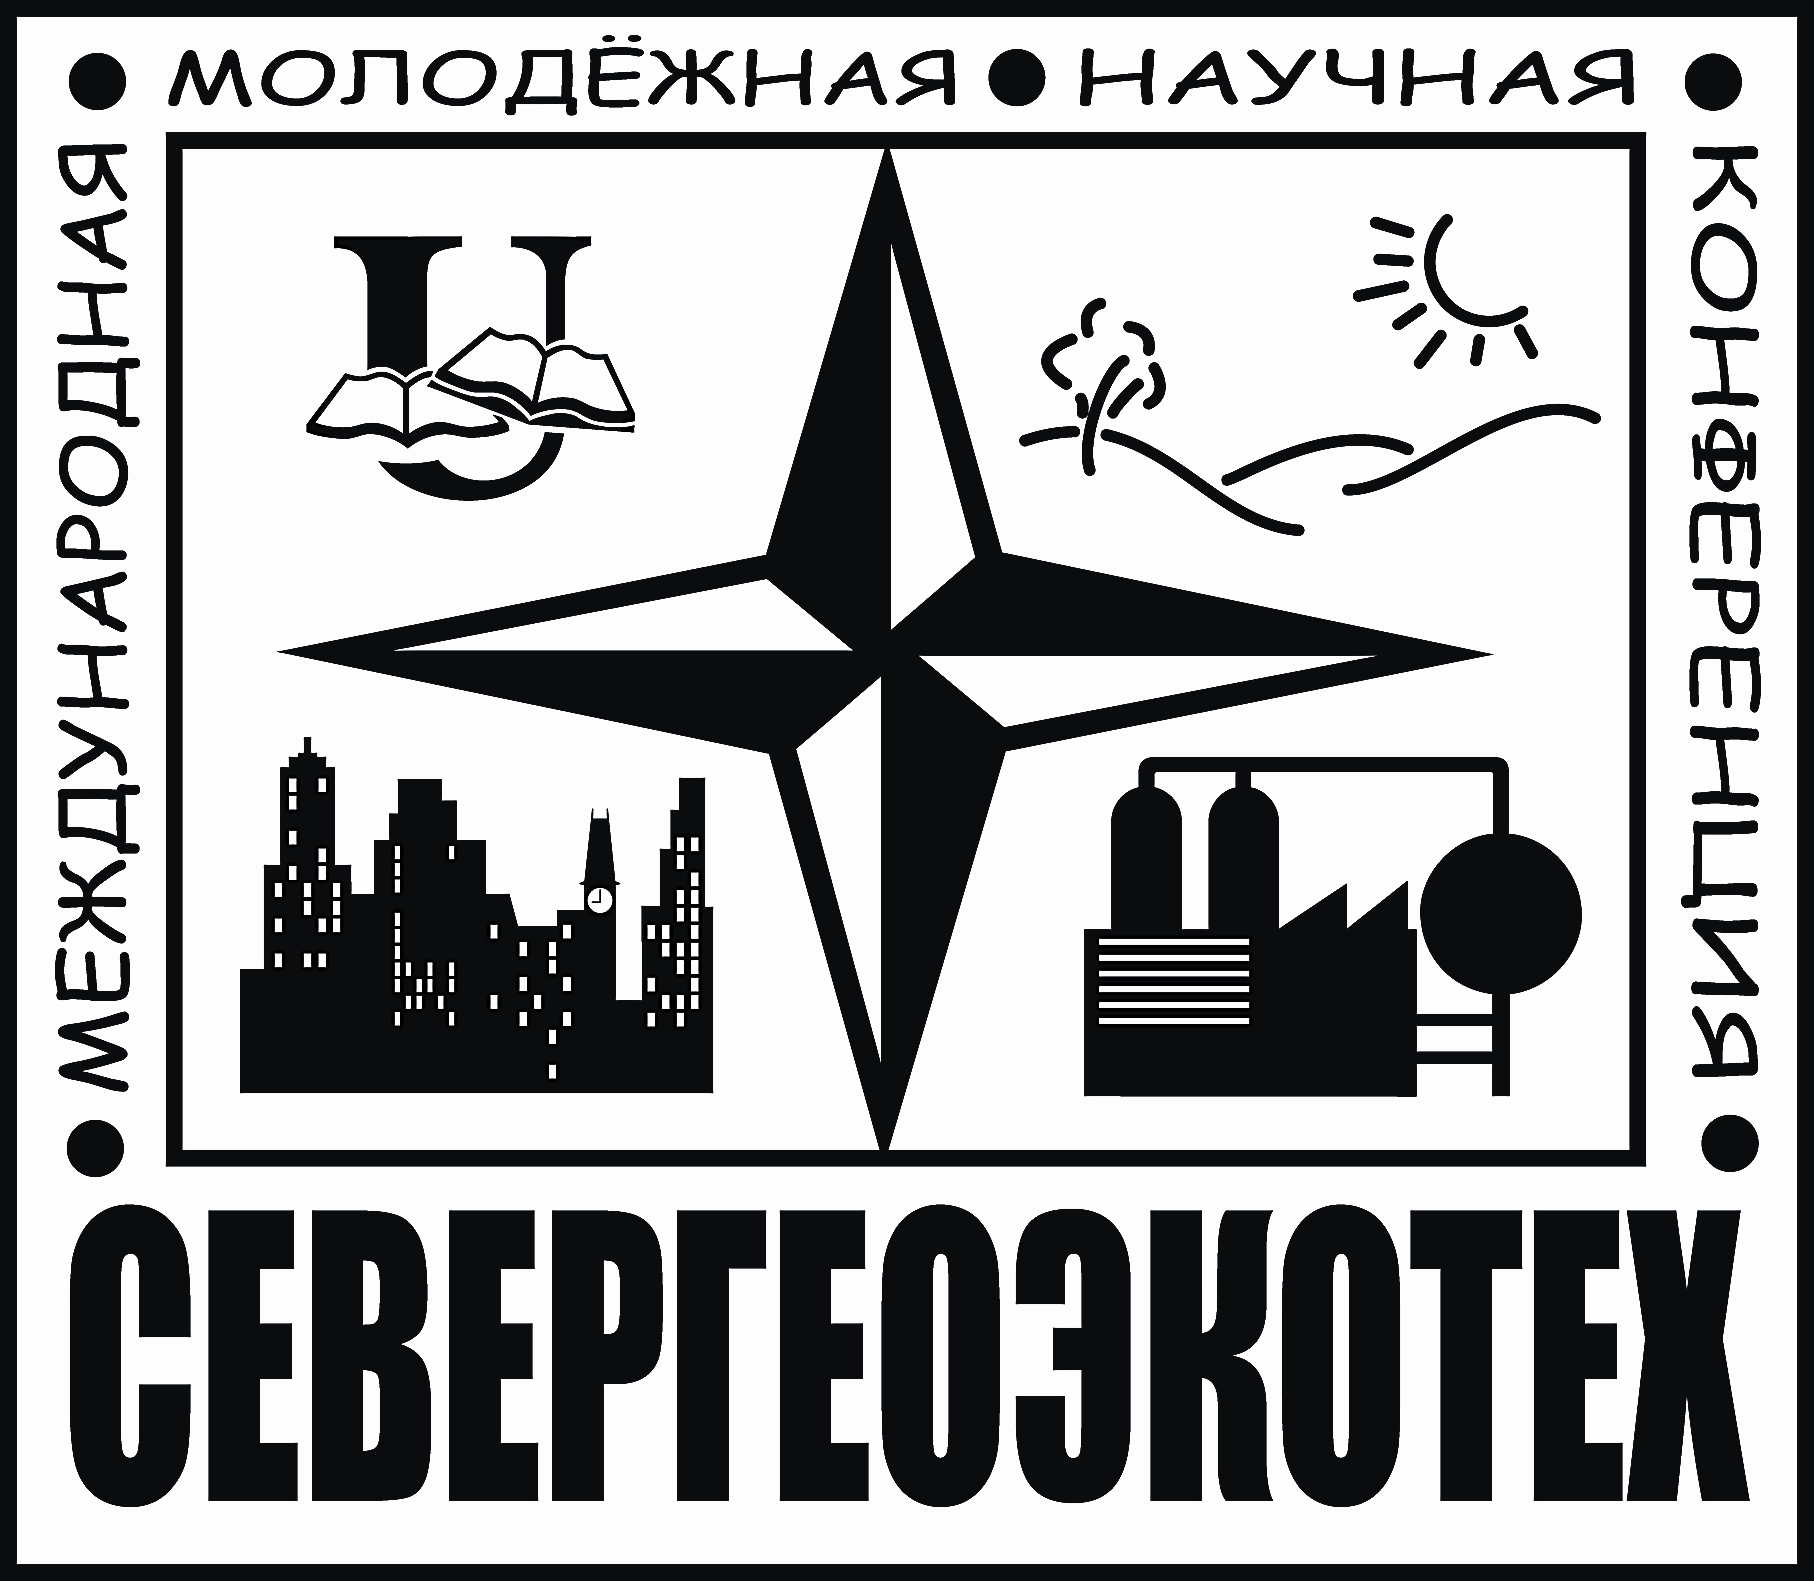 МЕЖДУНАРОДНАЯ
МОЛОДЁЖНАЯ ● НАУЧНАЯ
КОНФЕРЕНЦИЯ
U
СЕВЕРГЕОЭКОТЕХ